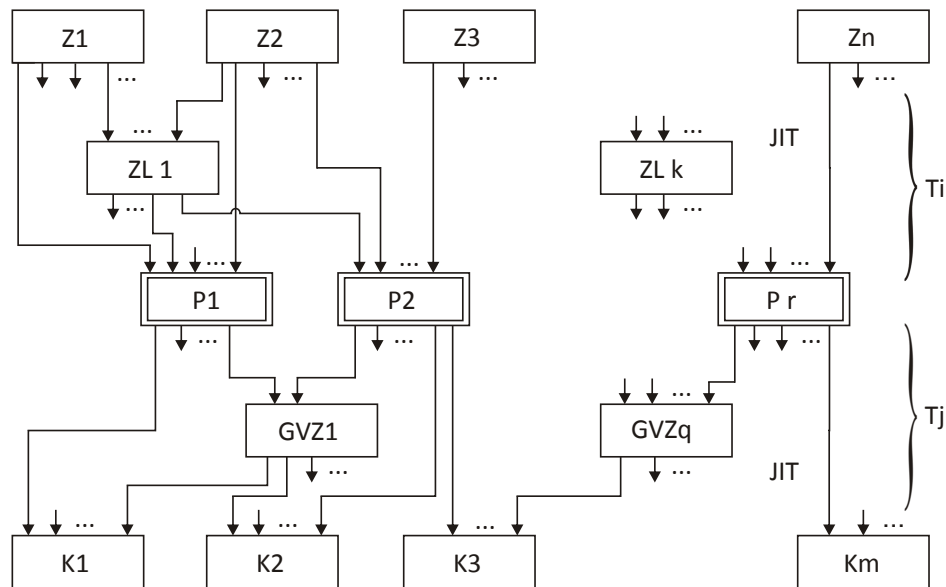 Z1 Z2 Z3 Zn
... ... ... ...
... ... JIT
ZL 1 ZL k Ti
... ...
... ... ...
P1 P2 P r
... ... ...
... Tj
GVZ1 GVZq
... ... JIT
... ... ... ...
K1 K2 K3 Km